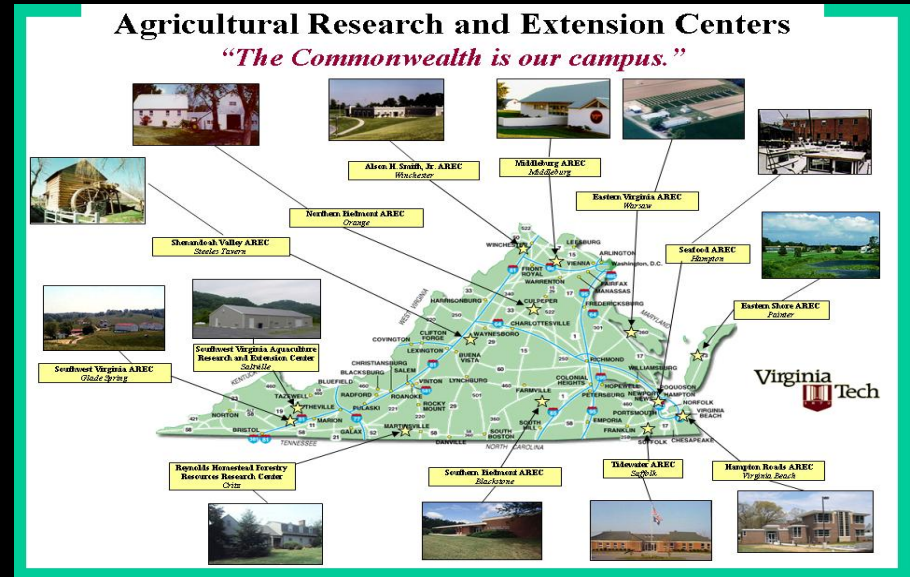 Agricultural Research and Extension Centers
“The Commonwealth is our campus.”
Alson H. Smith, Jr. AREC
Winchester
Middleburg AREC
Middleburg
Eastern Virginia AREC
Warsaw
Northern Piedmont AREC
Orange
Shenandoah Valley AREC
Steeles Tavern
Seafood AREC
Hampton
Eastern Shore AREC
Painter
Southwest Virginia Aquaculture
Research and Extension Center
Saltville
Southwest Virginia AREC
Glade Spring
Virginia
Tech
Reynolds Homestead Forestry
Resources Research Center
Critz
Southern Piedmont AREC
Blackstone
Tidewater AREC
Suffolk
Hampton Roads AREC
Virginia Beach
WINCHESTER
LEESBURG
ARLINGTON
Washington, D.C.
VIENNA
FRONT
ROYAL
FAIRFAX
WARRENTON
MANASSAS
WEST VIRGINIA
HARRISONBURG
CULPEPER
FREDERICKSBURG
MARYLAND
CHARLOTTESVILLE
WAYNESBORO
CLIFTON
FORGE
COVINGTON
LEXINGTON
BUENA
VISTA
RICHMOND
WILLIAMSBURG
CHRISTIANSBURG
SALEM
BLACKSBURG
BLUEFIELD
KENTUCKY
TAZEWELL
RADFORD
VINTON
ROANOKE
LYNCHBURG
FARMVILLE
COLONIAL
HEIGHTS
HOPEWELL
PETERSBURG
POQUOSON
NEWPORT
NEWS
HAMPTON
NORFOLK
VIRGINIA
BEACH
PORTSMOUTH
CHESAPEAKE
SUFFOLK
FRANKLIN
EMPORIA
SOUTH
HILL
SOUTH
BOSTON
DANVILLE
MARTINSVILLE
ROCKY
MOUNT
PULASKI
GALAX
MARION
NORTON
BRISTOL
TENNESSEE
NORTH CAROLINA